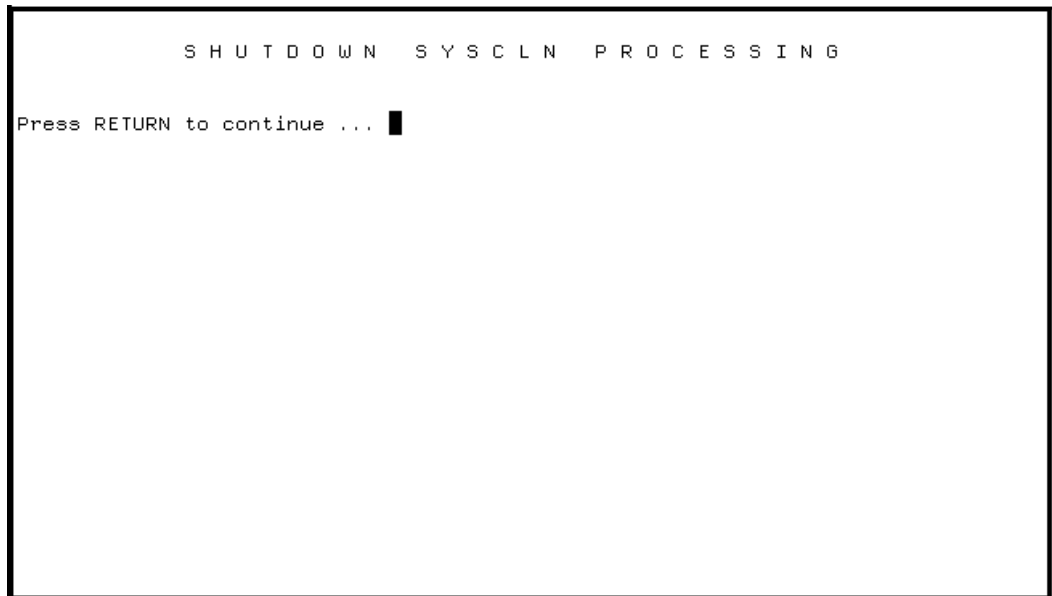 S H U T D O W N   S Y S C L N   P R O C E S S I N G
Press RETURN to continue ...